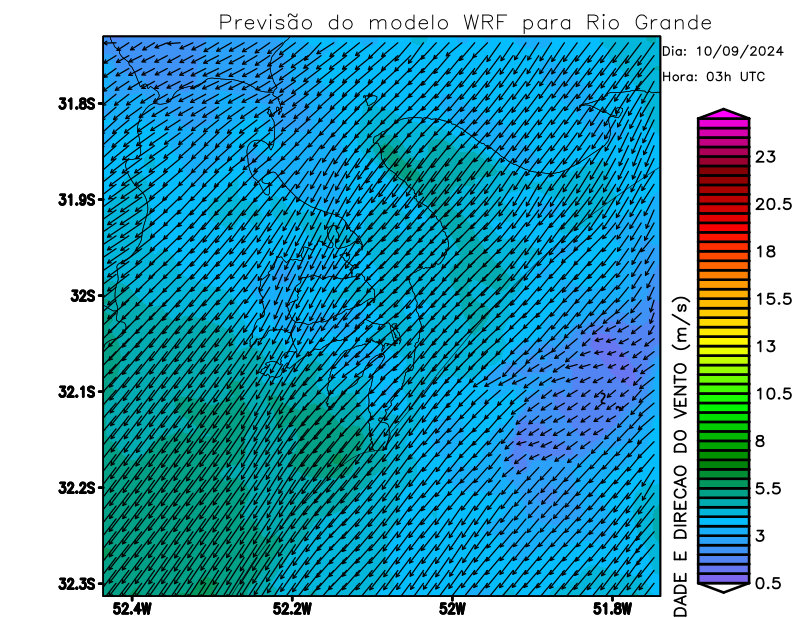 Previsão do modelo WRF para Rio Grande
Dia: 10/09/2024
Hora: 03h UTC
31.8S
31.9S
32S
32.1S
32.2S
32.3S
52.4W
52.2W
52W
51.8W
23
20.5
18
15.5
13
10.5
8
5.5
3
0.5
DADE E DIRECAO DO VENTO (m/s)
2